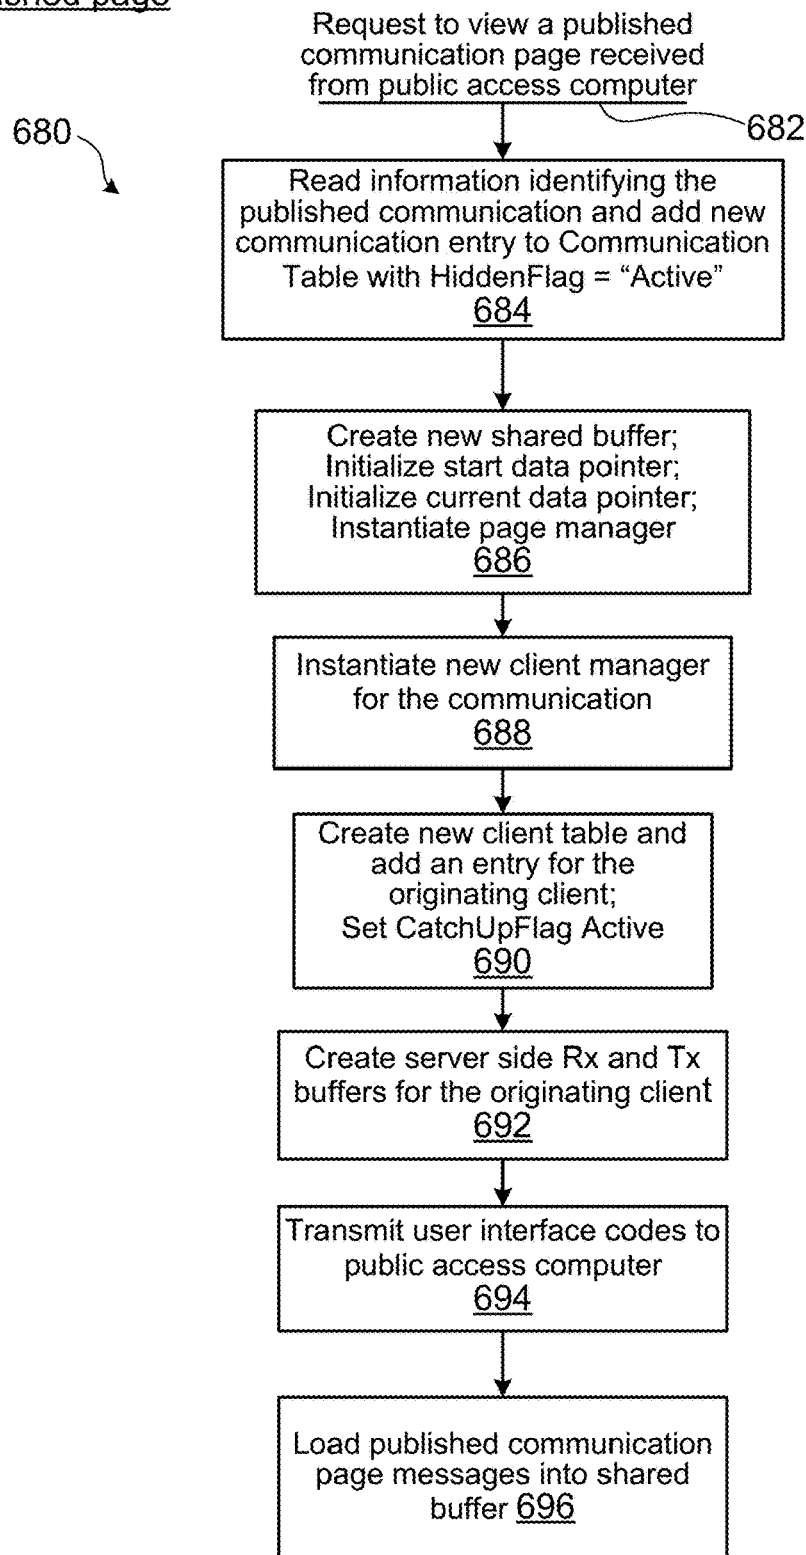 page
Request to view a published
communication page received
from public access computer
680
682
Read information identifying the
published communication and add new
communication entry to Communication
Table with HiddenFlag = “Active”
684
Create new shared buffer;
Initialize start data pointer;
Initialize current data pointer;
Instantiate page manager
686
Instantiate new client manager
for the communication
688
Create new client table and
add an entry for the
originating client;
Set CatchUpFlag Active
690
Create server side Rx and Tx
buffers for the originating client
692
Transmit user interface codes to
public access computer
694
Load published communication
page messages into shared
buffer 696